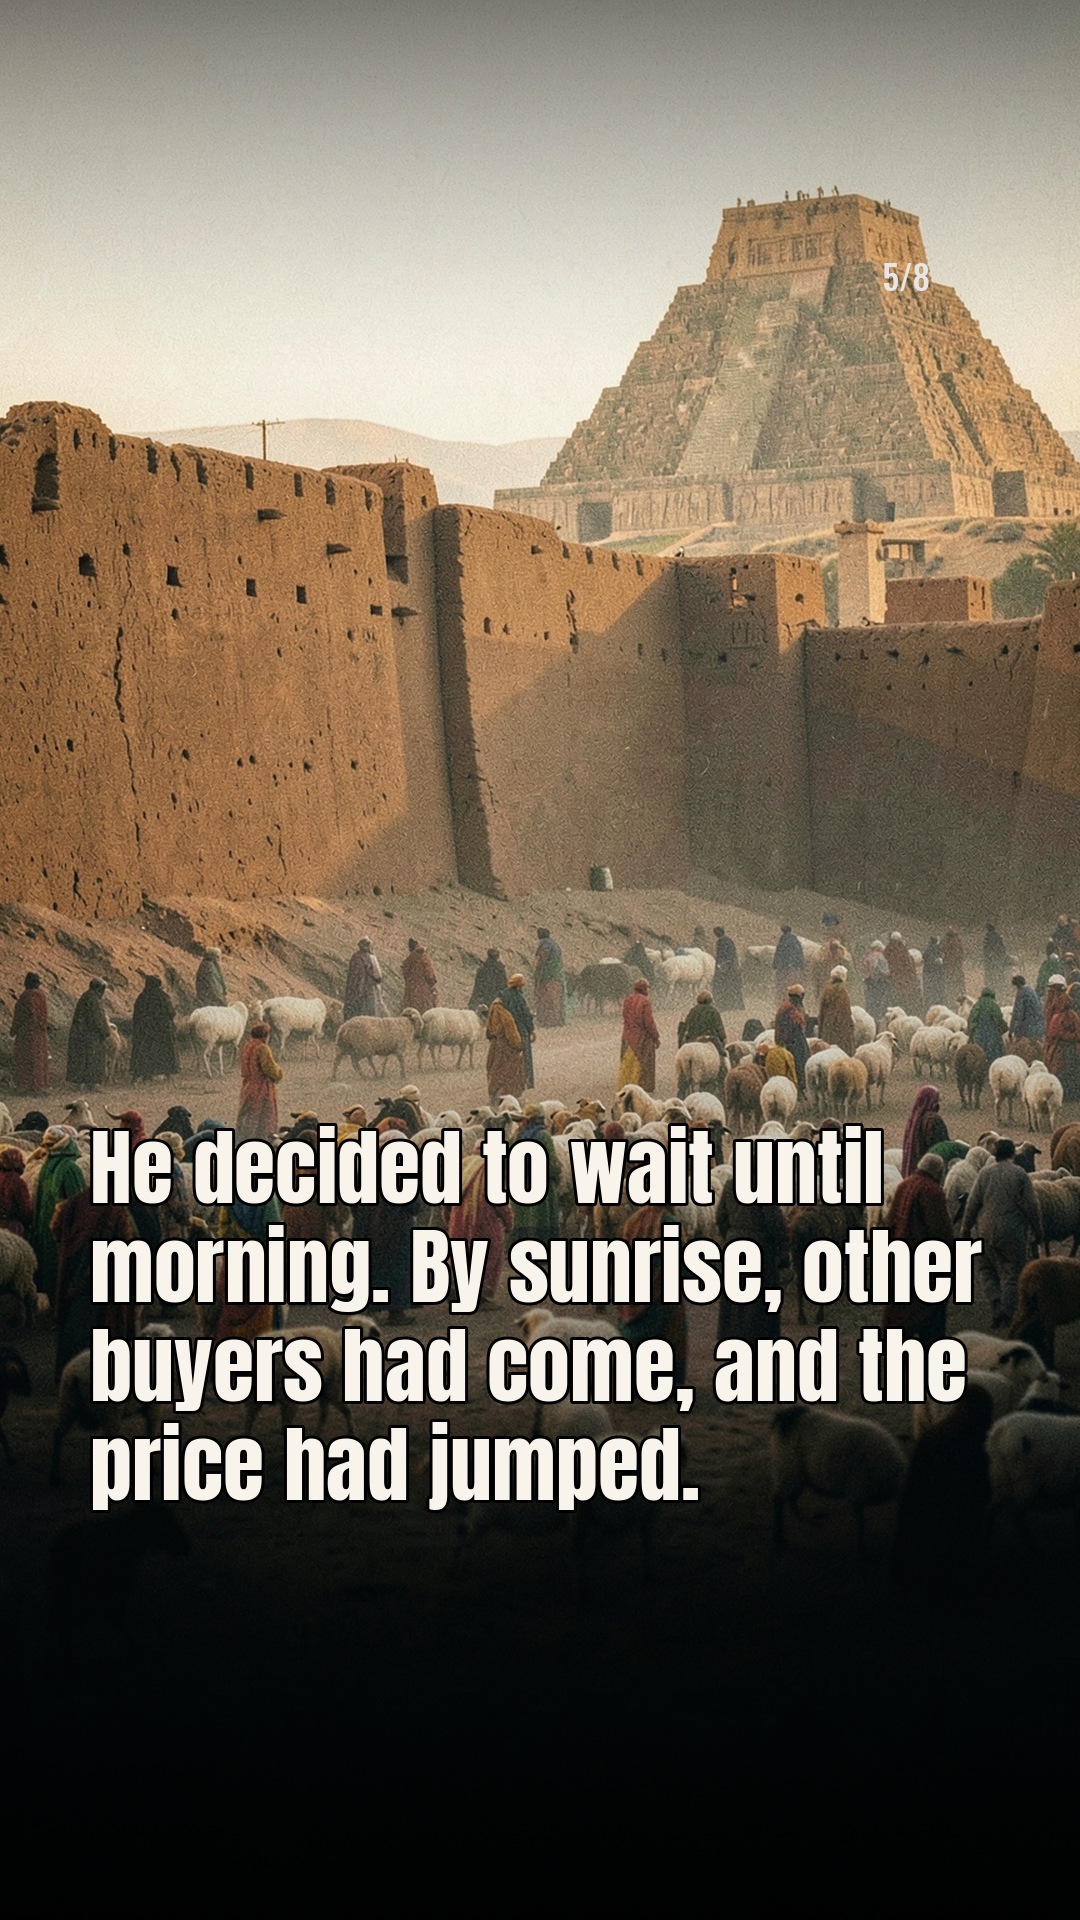 5/8
He decided to wait until
morning. By sunrise, other
buyers had come, and the
price had jumped.